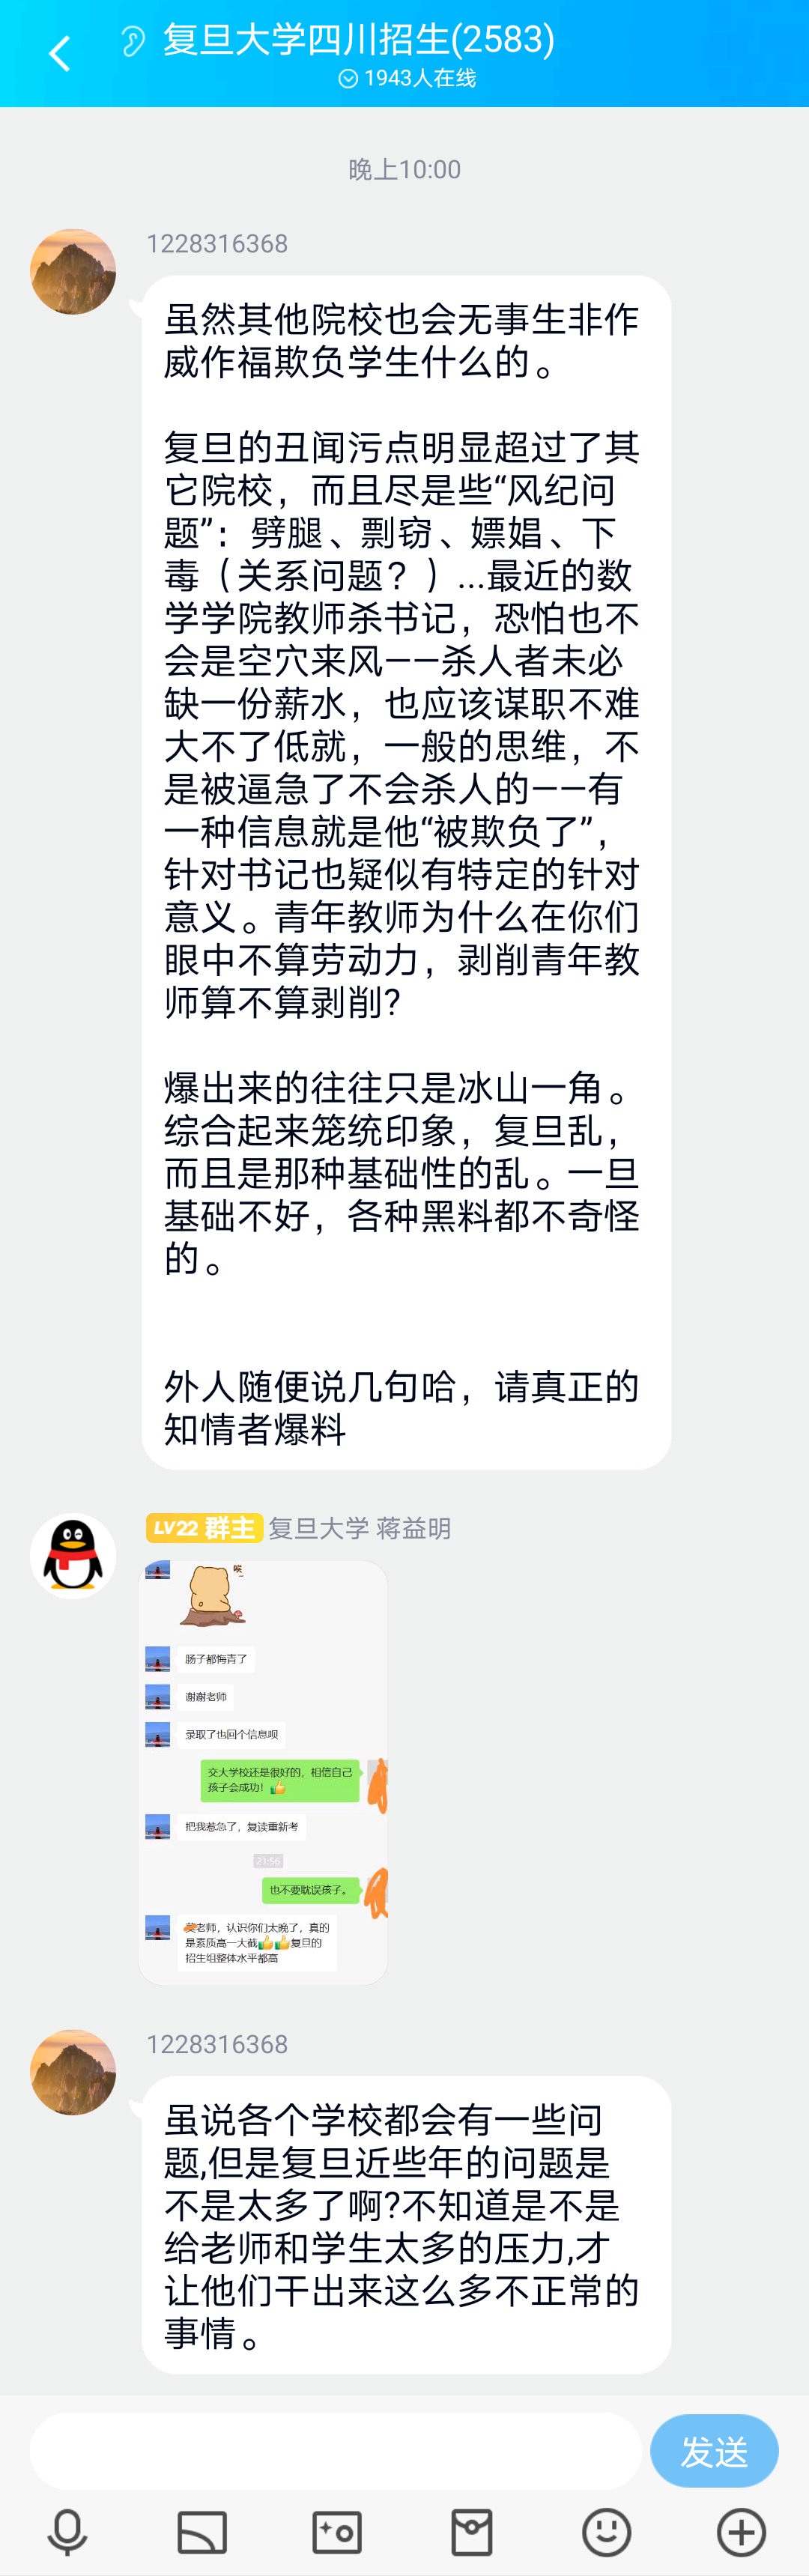 复旦大学四川招生(2583)
1943人在线
晚上10:00
1228316368
虽然其他院校也会无事生非作
威作福欺负学生什么的。
复旦的丑闻污点明显超过了其
它院校，而且尽是些“风纪问
题”：劈腿、剽窃、嫖娼、下
毒（关系问题？）...最近的数
学学院教师杀书记，恐怕也不
会是空穴来风——杀人者未必
缺一份薪水，也应该谋职不难
大不了低就，一般的思维，不
是被逼急了不会杀人的——有
一种信息就是他“被欺负了”，
针对书记也疑似有特定的针对
意义。青年教师为什么在你们
眼中不算劳动力，剥削青年教
师算不算剥削？
爆出来的往往只是冰山一角。
综合起来笼统印象，复旦乱，
而且是那种基础性的乱。一旦
基础不好，各种黑料都不奇怪
的。
外人随便说几句哈，请真正的
知情者爆料
LV22 群主 复旦大学 蒋益明
唉
肠子都悔青了
谢谢老师
录取了也回个信息呗
交大学校还是很好的，相信自己
孩子会成功！
把我惹急了，复读重新考
21:56
也不要耽误孩子。
老师，认识你们太晚了，真的
是素质高一大截复旦的
招生组整体水平都高
1228316368
虽说各个学校都会有一些问
题,但是复旦近些年的问题是
不是太多了啊?不知道是不是
给老师和学生太多的压力,才
让他们干出来这么多不正常的
事情。
发送